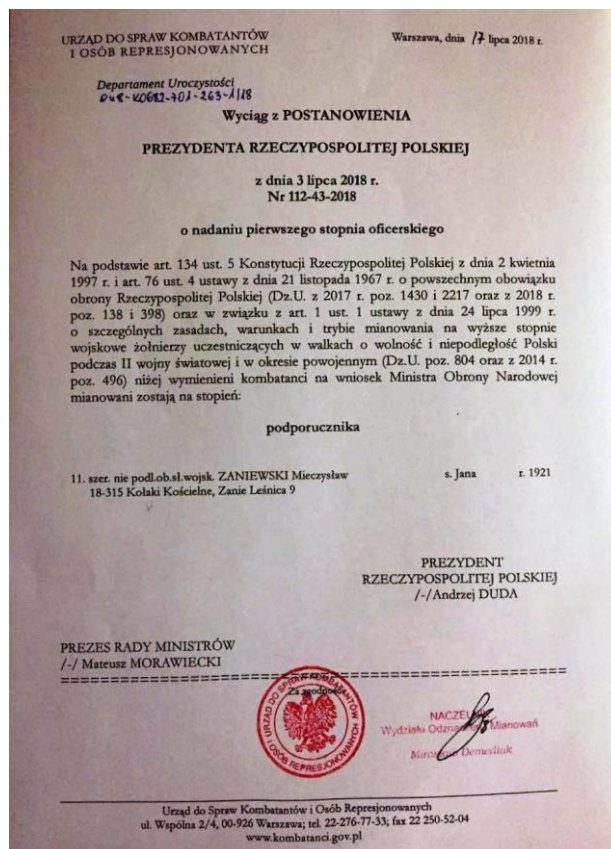 URZĄD DO SPRAW KOMBATANTÓW
I OSÓB REPRESJONOWANYCH
Warszawa, dnia 17 lipca 2018 r.
Departament Uroczystości
DUS-K0682-701-263-1/18
Wyciąg z POSTANOWIENIA
PREZYDENTA RZECZYPOSPOLITEJ POLSKIEJ
z dnia 3 lipca 2018 r.
Nr 112-43-2018
o nadaniu pierwszego stopnia oficerskiego
Na podstawie art. 134 ust. 5 Konstytucji Rzeczypospolitej Polskiej z dnia 2 kwietnia
1997 r. i art. 76 ust. 4 ustawy z dnia 21 listopada 1967 r. o powszechnym obowiązku
obrony Rzeczypospolitej Polskiej (Dz.U. z 2017 r. poz. 1430 i 2217 oraz z 2018 r.
poz. 138 i 398) oraz w związku z art. 1 ust. 1 ustawy z dnia 24 lipca 1999 r.
o szczególnych zasadach, warunkach i trybie mianowania na wyższe stopnie
wojskowe żołnierzy uczestniczących w walkach o wolność i niepodległość Polski
podczas II wojny światowej i w okresie powojennym (Dz.U. poz. 804 oraz z 2014 r.
poz. 496) niżej wymienieni kombatanci na wniosek Ministra Obrony Narodowej
mianowani zostają na stopień:
podporucznika
11. szer. nie podl.ob.sł.wojsk. ZANIEWSKI Mieczysław s. Jana r. 1921
18-315 Kołaki Kościelne, Zanie Leśnica 9
PREZYDENT
RZECZYPOSPOLITEJ POLSKIEJ
/-/ Andrzej DUDA
PREZES RADY MINISTRÓW
/-/ Mateusz MORAWIECKI
Za zgodność
URZĄD DO SPRAW KOMBATANTÓW
I OSÓB REPRESJONOWANYCH
Wydziału Mianowań
Demediuk
Urząd do Spraw Kombatantów i Osób Represjonowanych
ul. Wspólna 2/4, 00-926 Warszawa; tel. 22-276-77-33; fax 22 250-52-04
www.kombatanci.gov.pl